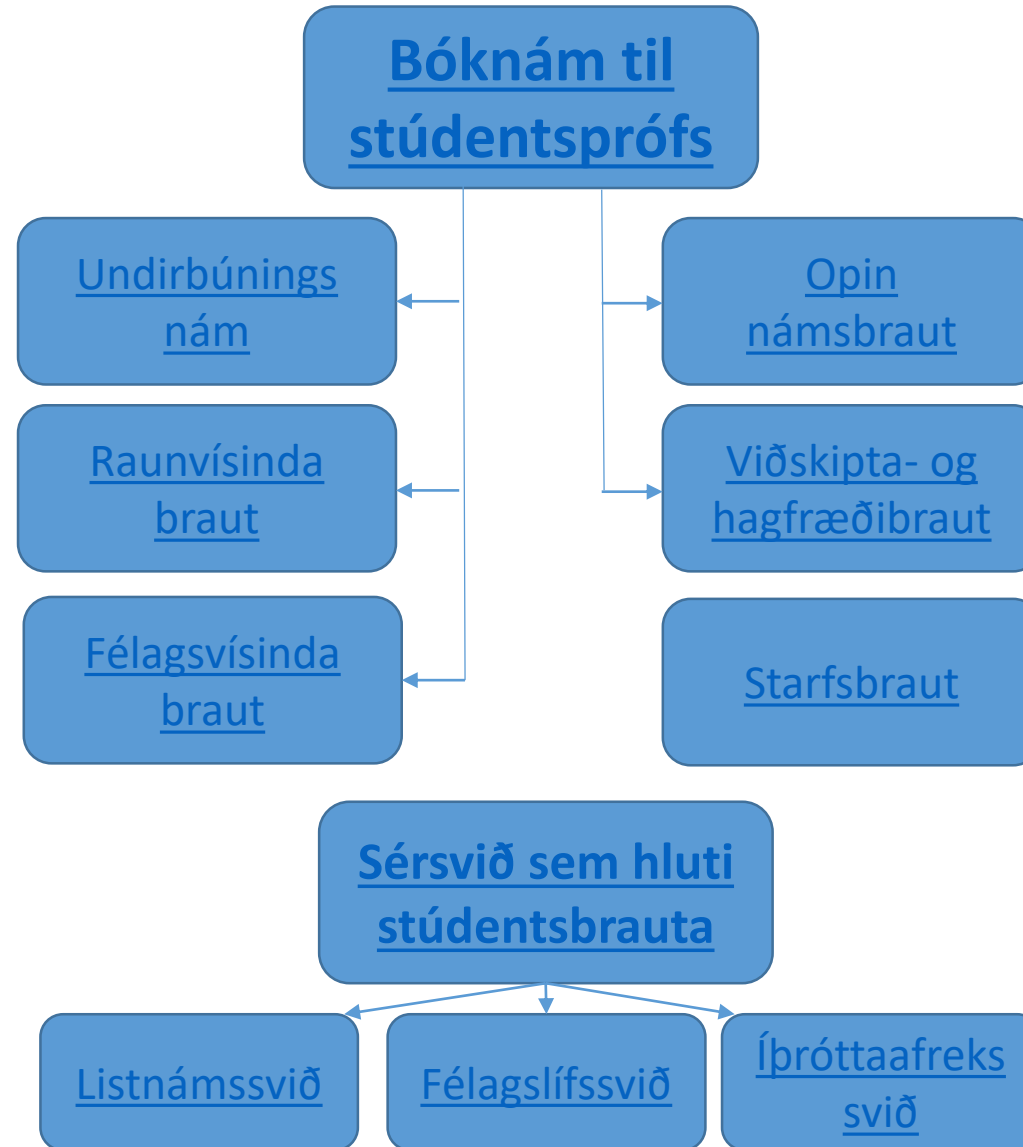 Bóknám til
stúdentsprófs
Undirbúnings
nám
Opin
námsbraut
Raunvísinda
braut
Viðskipta- og
hagfræðibraut
Félagsvísinda
braut
Starfsbraut
Sérsvið sem hluti
stúdentsbrauta
Listnámssvið
Félagslífssvið
Íþróttaafreks
svið